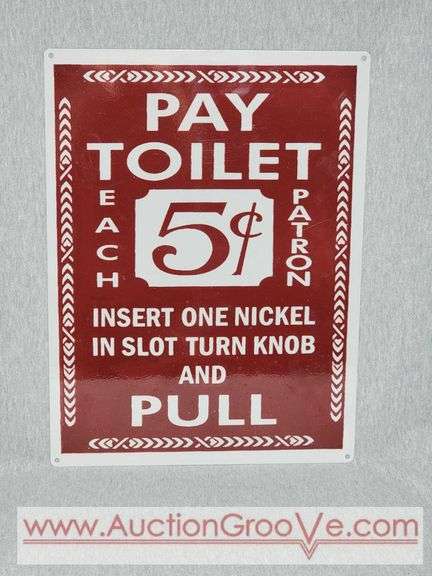 PAY
TOILET
EACH
5¢
PATRON
INSERT ONE NICKEL
IN SLOT TURN KNOB
AND
PULL
www.AuctionGrooVe.com